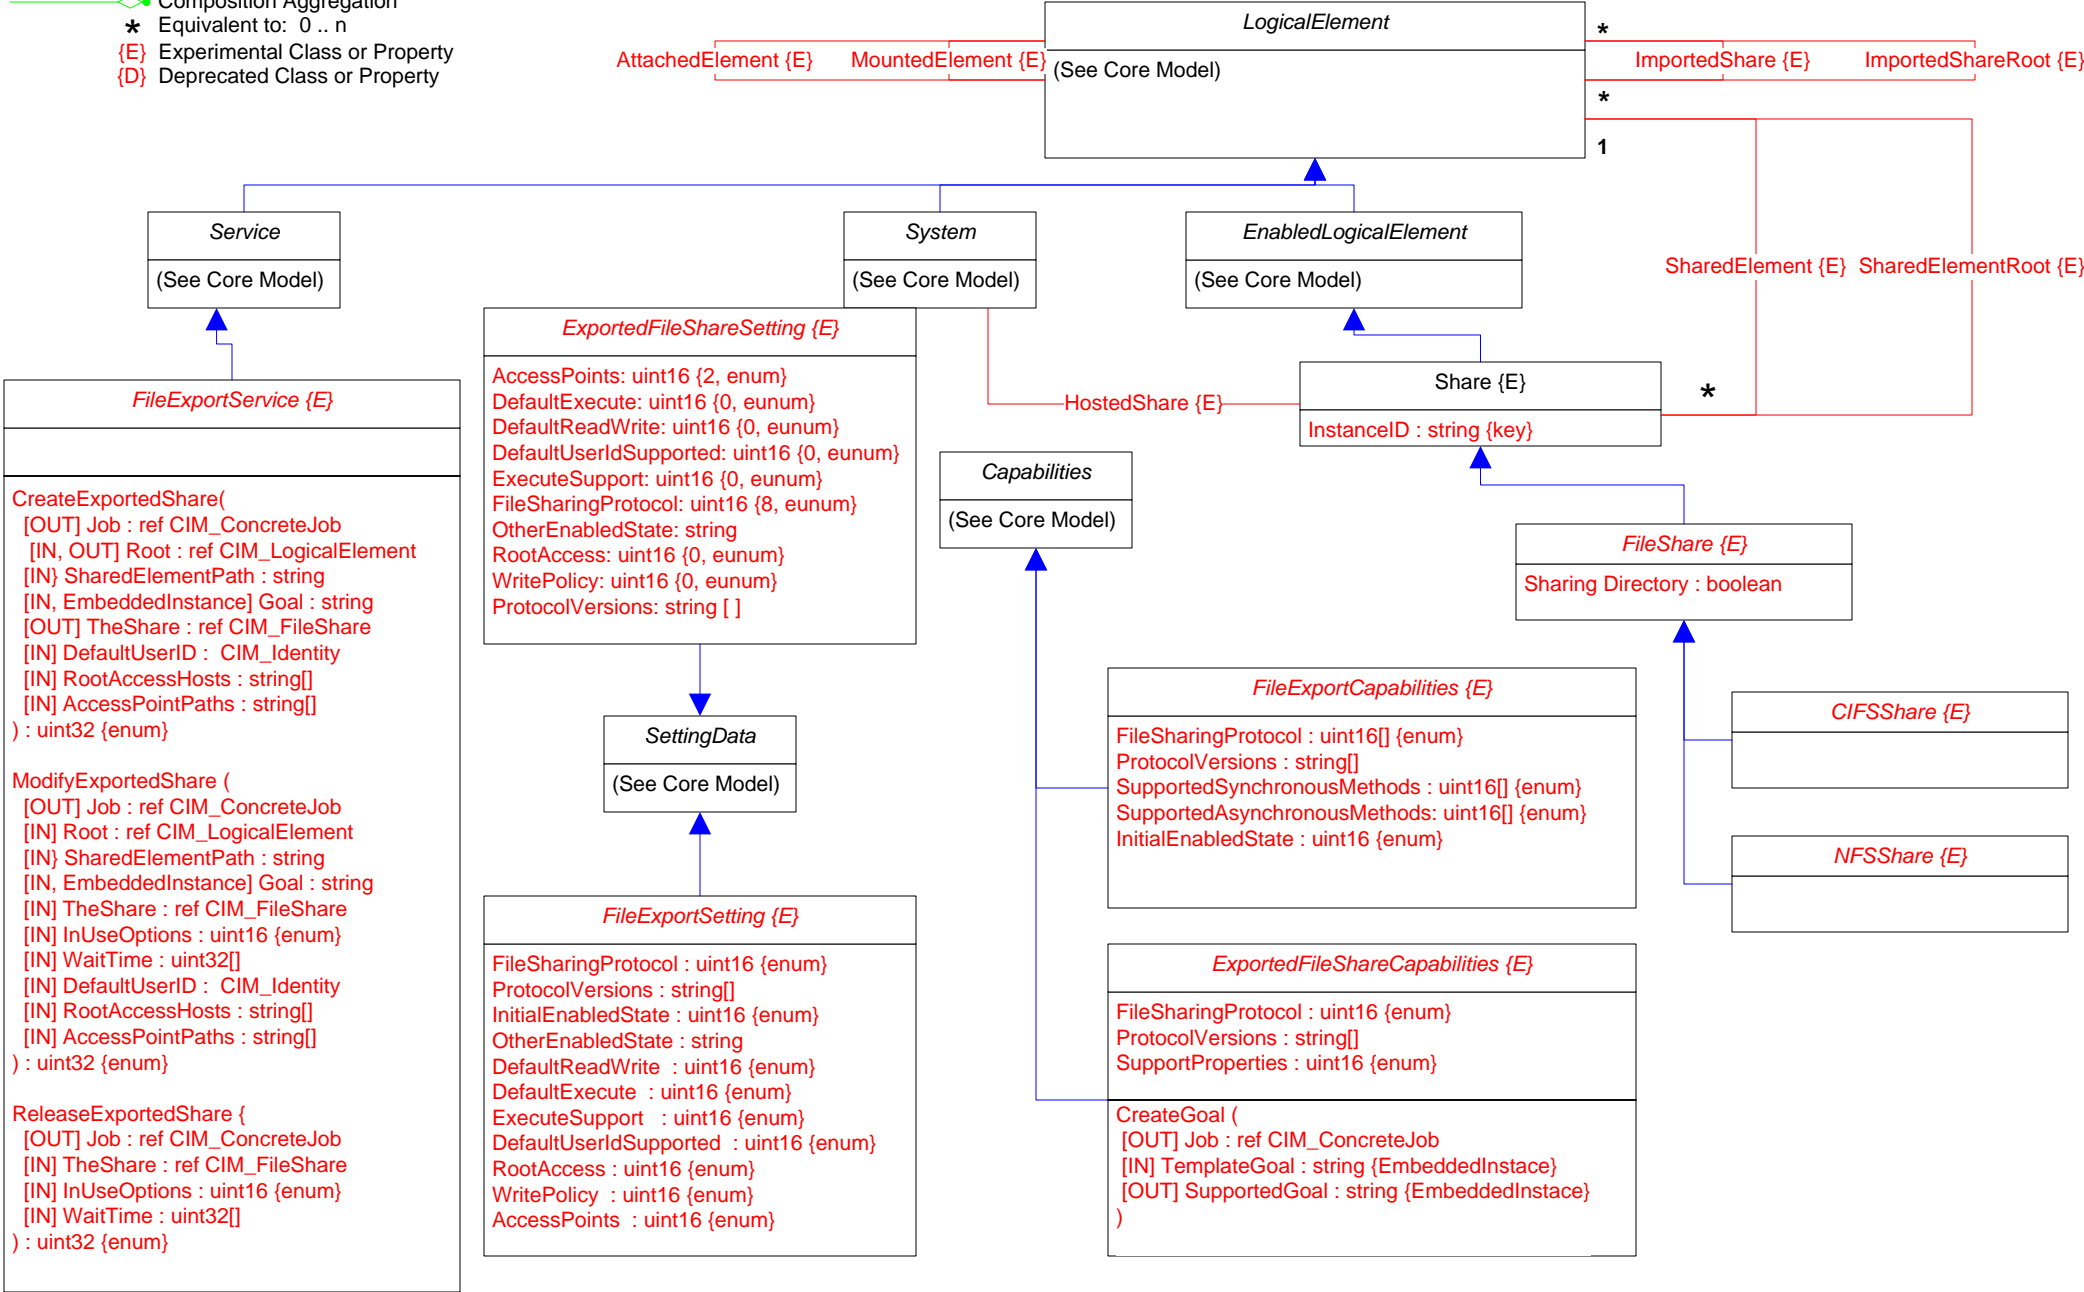 Composition Aggregation
* Equivalent to: 0 .. n
{E} Experimental Class or Property
{D} Deprecated Class or Property
LogicalElement
(See Core Model)
AttachedElement {E}
MountedElement {E}
*
ImportedShare {E}
ImportedShareRoot {E}
*
1
SharedElement {E}
SharedElementRoot {E}
*
Service
(See Core Model)
System
(See Core Model)
EnabledLogicalElement
(See Core Model)
HostedShare {E}
Share {E}
InstanceID : string {key}
FileExportService {E}
CreateExportedShare(
[OUT] Job : ref CIM_ConcreteJob
[IN, OUT] Root : ref CIM_LogicalElement
[IN} SharedElementPath : string
[IN, EmbeddedInstance] Goal : string
[OUT] TheShare : ref CIM_FileShare
[IN] DefaultUserID : CIM_Identity
[IN] RootAccessHosts : string[]
[IN] AccessPointPaths : string[]
) : uint32 {enum}
ModifyExportedShare (
[OUT] Job : ref CIM_ConcreteJob
[IN] Root : ref CIM_LogicalElement
[IN} SharedElementPath : string
[IN, EmbeddedInstance] Goal : string
[IN] TheShare : ref CIM_FileShare
[IN] InUseOptions : uint16 {enum}
[IN] WaitTime : uint32[]
[IN] DefaultUserID : CIM_Identity
[IN] RootAccessHosts : string[]
[IN] AccessPointPaths : string[]
) : uint32 {enum}
ReleaseExportedShare {
[OUT] Job : ref CIM_ConcreteJob
[IN] TheShare : ref CIM_FileShare
[IN] InUseOptions : uint16 {enum}
[IN] WaitTime : uint32[]
) : uint32 {enum}
ExportedFileShareSetting {E}
AccessPoints: uint16 {2, enum}
DefaultExecute: uint16 {0, eunum}
DefaultReadWrite: uint16 {0, eunum}
DefaultUserIdSupported: uint16 {0, eunum}
ExecuteSupport: uint16 {0, eunum}
FileSharingProtocol: uint16 {8, eunum}
OtherEnabledState: string
RootAccess: uint16 {0, eunum}
WritePolicy: uint16 {0, eunum}
ProtocolVersions: string [ ]
SettingData
(See Core Model)
FileExportSetting {E}
FileSharingProtocol : uint16 {enum}
ProtocolVersions : string[]
InitialEnabledState : uint16 {enum}
OtherEnabledState : string
DefaultReadWrite : uint16 {enum}
DefaultExecute : uint16 {enum}
ExecuteSupport : uint16 {enum}
DefaultUserIdSupported : uint16 {enum}
RootAccess : uint16 {enum}
WritePolicy : uint16 {enum}
AccessPoints : uint16 {enum}
Capabilities
(See Core Model)
FileExportCapabilities {E}
FileSharingProtocol : uint16[] {enum}
ProtocolVersions : string[]
SupportedSynchronousMethods : uint16[] {enum}
SupportedAsynchronousMethods: uint16[] {enum}
InitialEnabledState : uint16 {enum}
ExportedFileShareCapabilities {E}
FileSharingProtocol : uint16 {enum}
ProtocolVersions : string[]
SupportProperties : uint16 {enum}
CreateGoal (
[OUT] Job : ref CIM_ConcreteJob
[IN] TemplateGoal : string {EmbeddedInstace}
[OUT] SupportedGoal : string {EmbeddedInstace}
)
FileShare {E}
Sharing Directory : boolean
CIFSShare {E}
NFSShare {E}